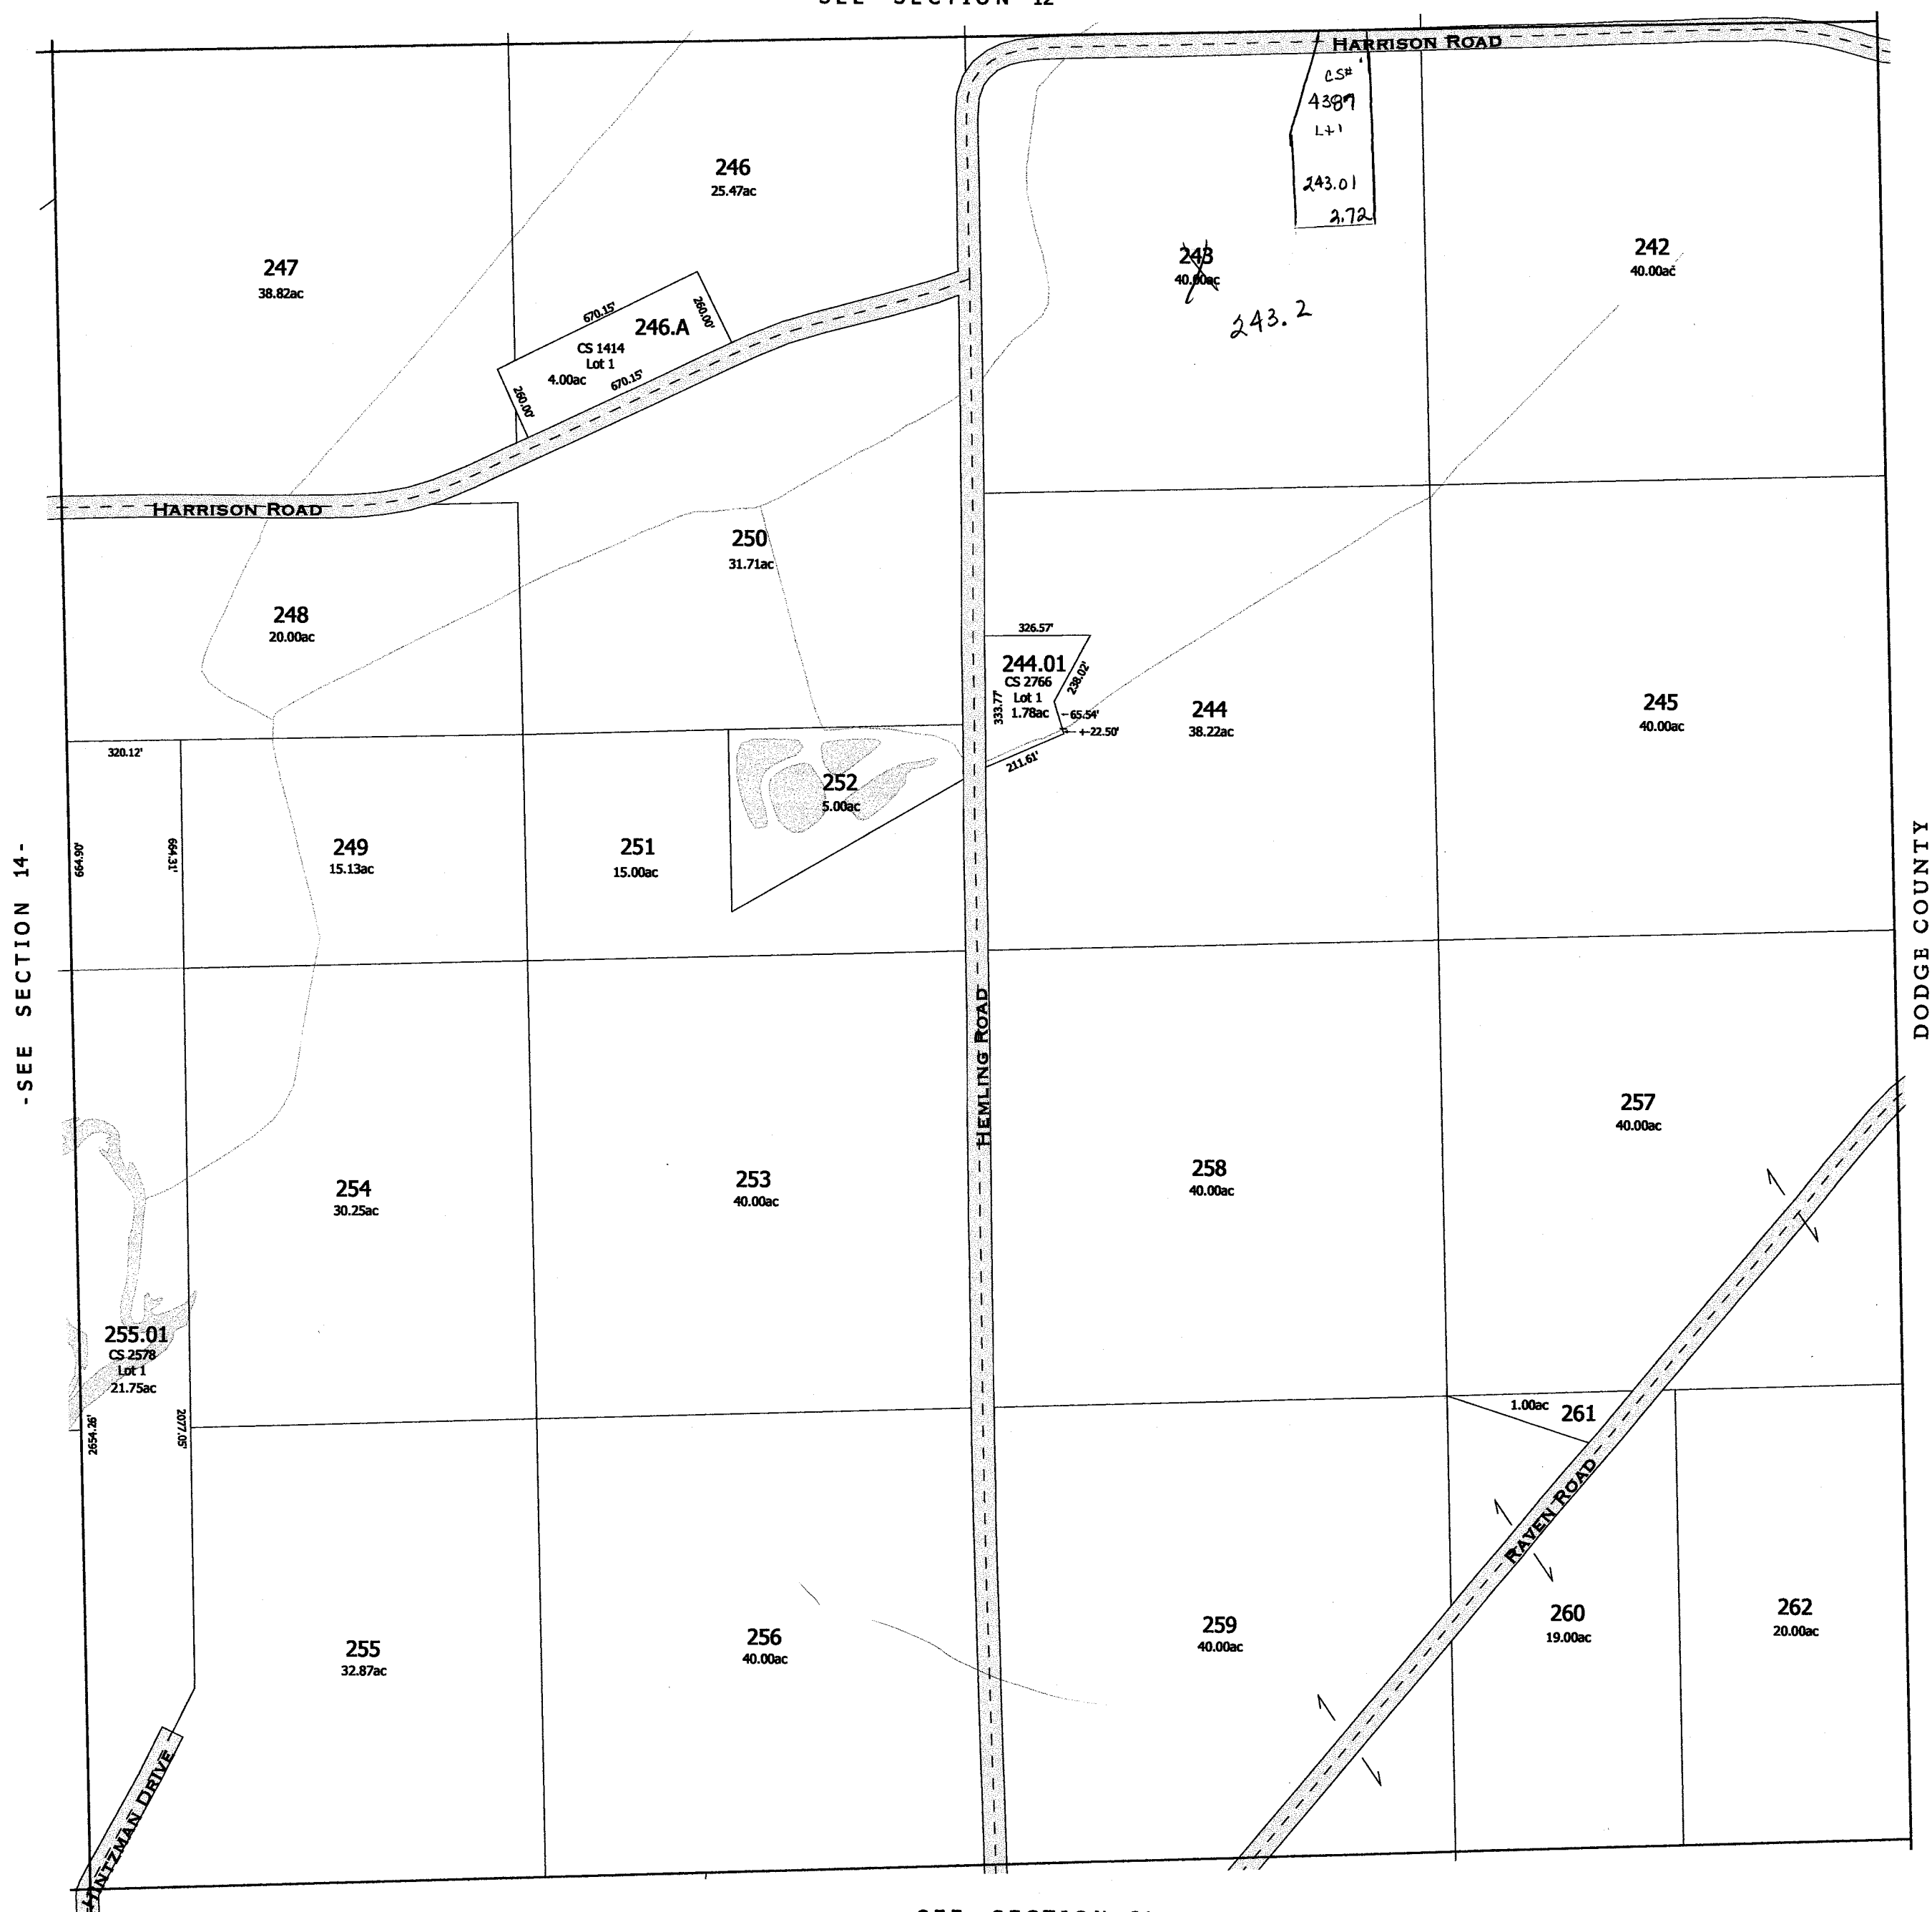 SEE SECTION 12
HARRISON ROAD
CS#
4387
Lt 1
243.01
2.72
246
25.47ac
247
38.82ac
243
40.00ac
243.2
242
40.00ac
670.15'
260.00'
246.A
CS 1414
Lot 1
4.00ac
670.15'
260.00'
HARRISON ROAD
250
31.71ac
248
20.00ac
326.57'
244.01
CS 2766
Lot 1
1.78ac
333.77'
238.02'
65.54'
22.50'
211.61'
244
38.22ac
245
40.00ac
320.12'
664.90'
664.31'
252
5.00ac
249
15.13ac
251
15.00ac
-SEE SECTION 14-
DODGE COUNTY
HEMLING ROAD
257
40.00ac
254
30.25ac
253
40.00ac
258
40.00ac
255.01
CS 2578
Lot 1
21.75ac
2654.26'
2077.05'
1.00ac
261
RAVEN ROAD
255
32.87ac
256
40.00ac
259
40.00ac
260
19.00ac
262
20.00ac
HINTZMAN DRIVE